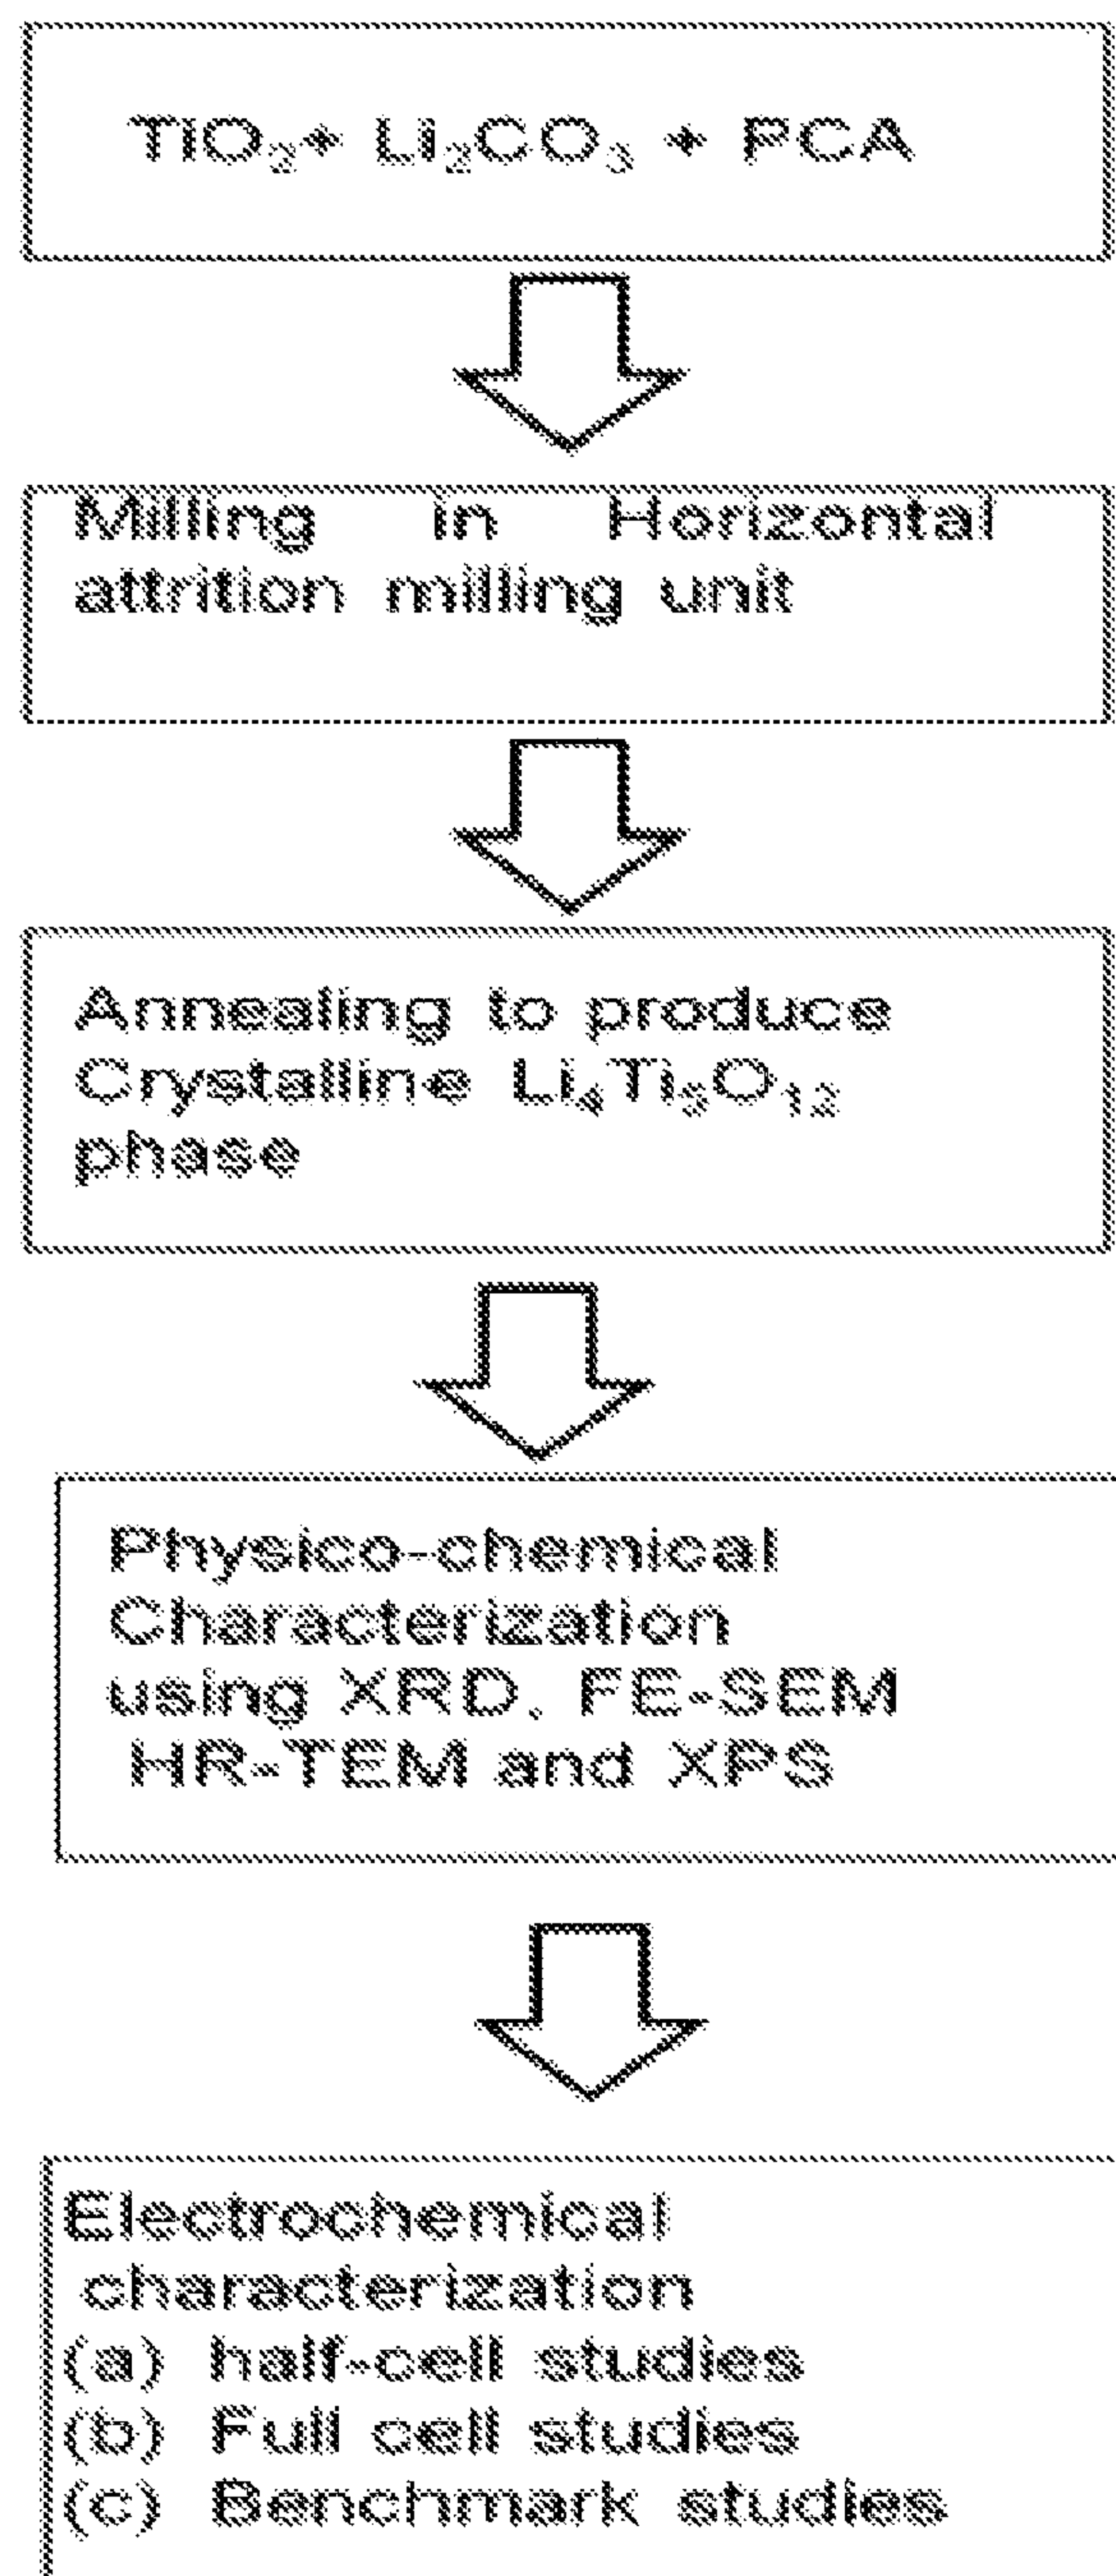 TiO₂+ Li₂CO₃ + PCA
Milling in Horizontal
attrition milling unit
Annealing to produce
Crystalline Li₄Ti₅O₁₂
phase
Physico-chemical
Characterization
using XRD, FE-SEM
HR-TEM and XPS
Electrochemical
characterization
(a) half-cell studies
(b) Full cell studies
(c) Benchmark studies